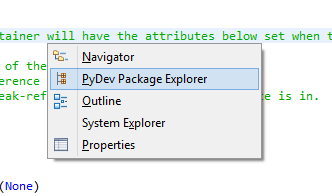 tainer will have the attributes below set when t
Navigator
of the
PyDev Package Explorer
erence
Outline
eak-ref
e is in.
System Explorer
Properties
(None)